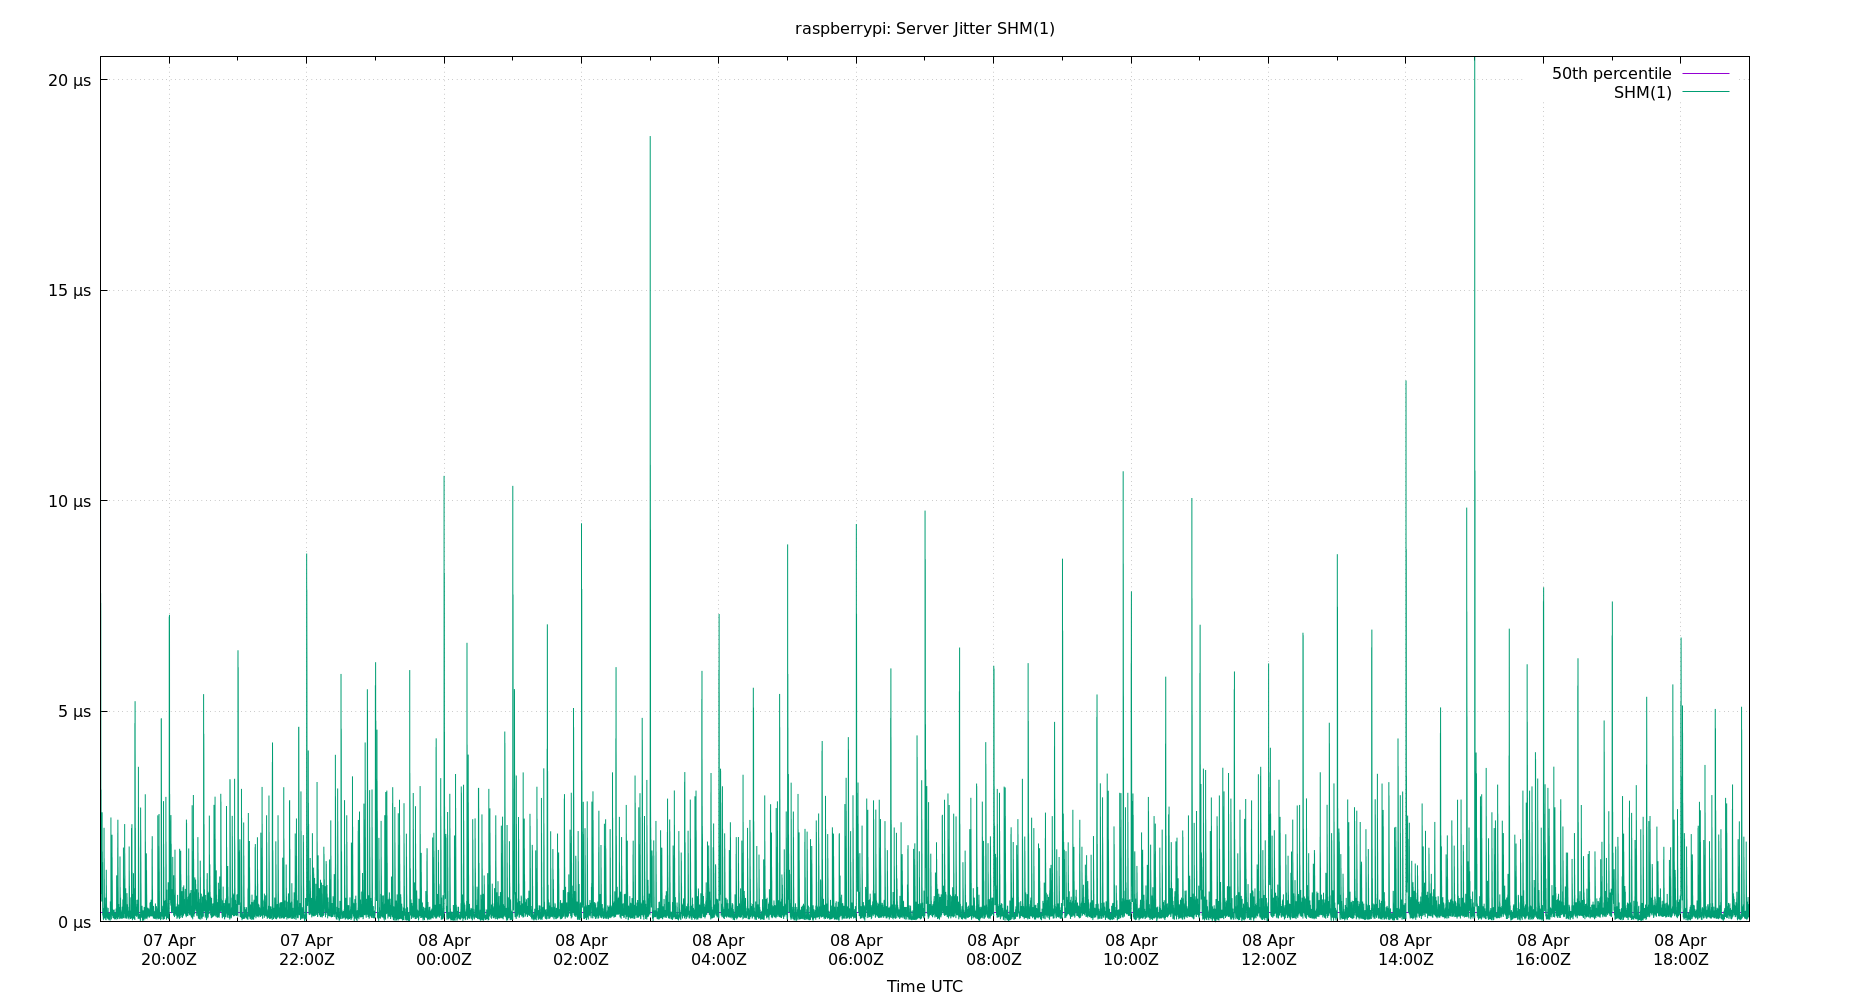 raspberrypi: Server Jitter SHM(1)
50th percentile
SHM(1)
20 µs
15 µs
10 µs
5 µs
0 µs
07 Apr 07 Apr 08 Apr 08 Apr 08 Apr 08 Apr 08 Apr 08 Apr 08 Apr 08 Apr 08 Apr 08 Apr
20:00Z 22:00Z 00:00Z 02:00Z 04:00Z 06:00Z 08:00Z 10:00Z 12:00Z 14:00Z 16:00Z 18:00Z
Time UTC